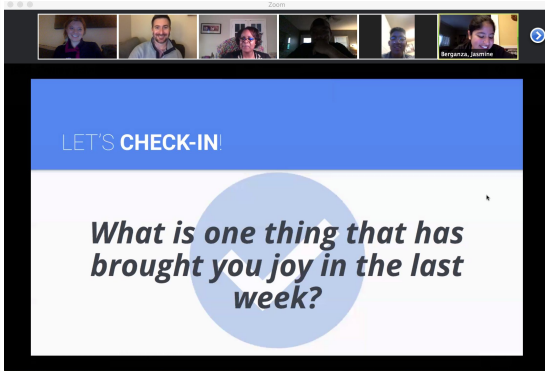 Zoom
Berganza, Jasmine
LET'S CHECK-IN!
What is one thing that has
brought you joy in the last
week?